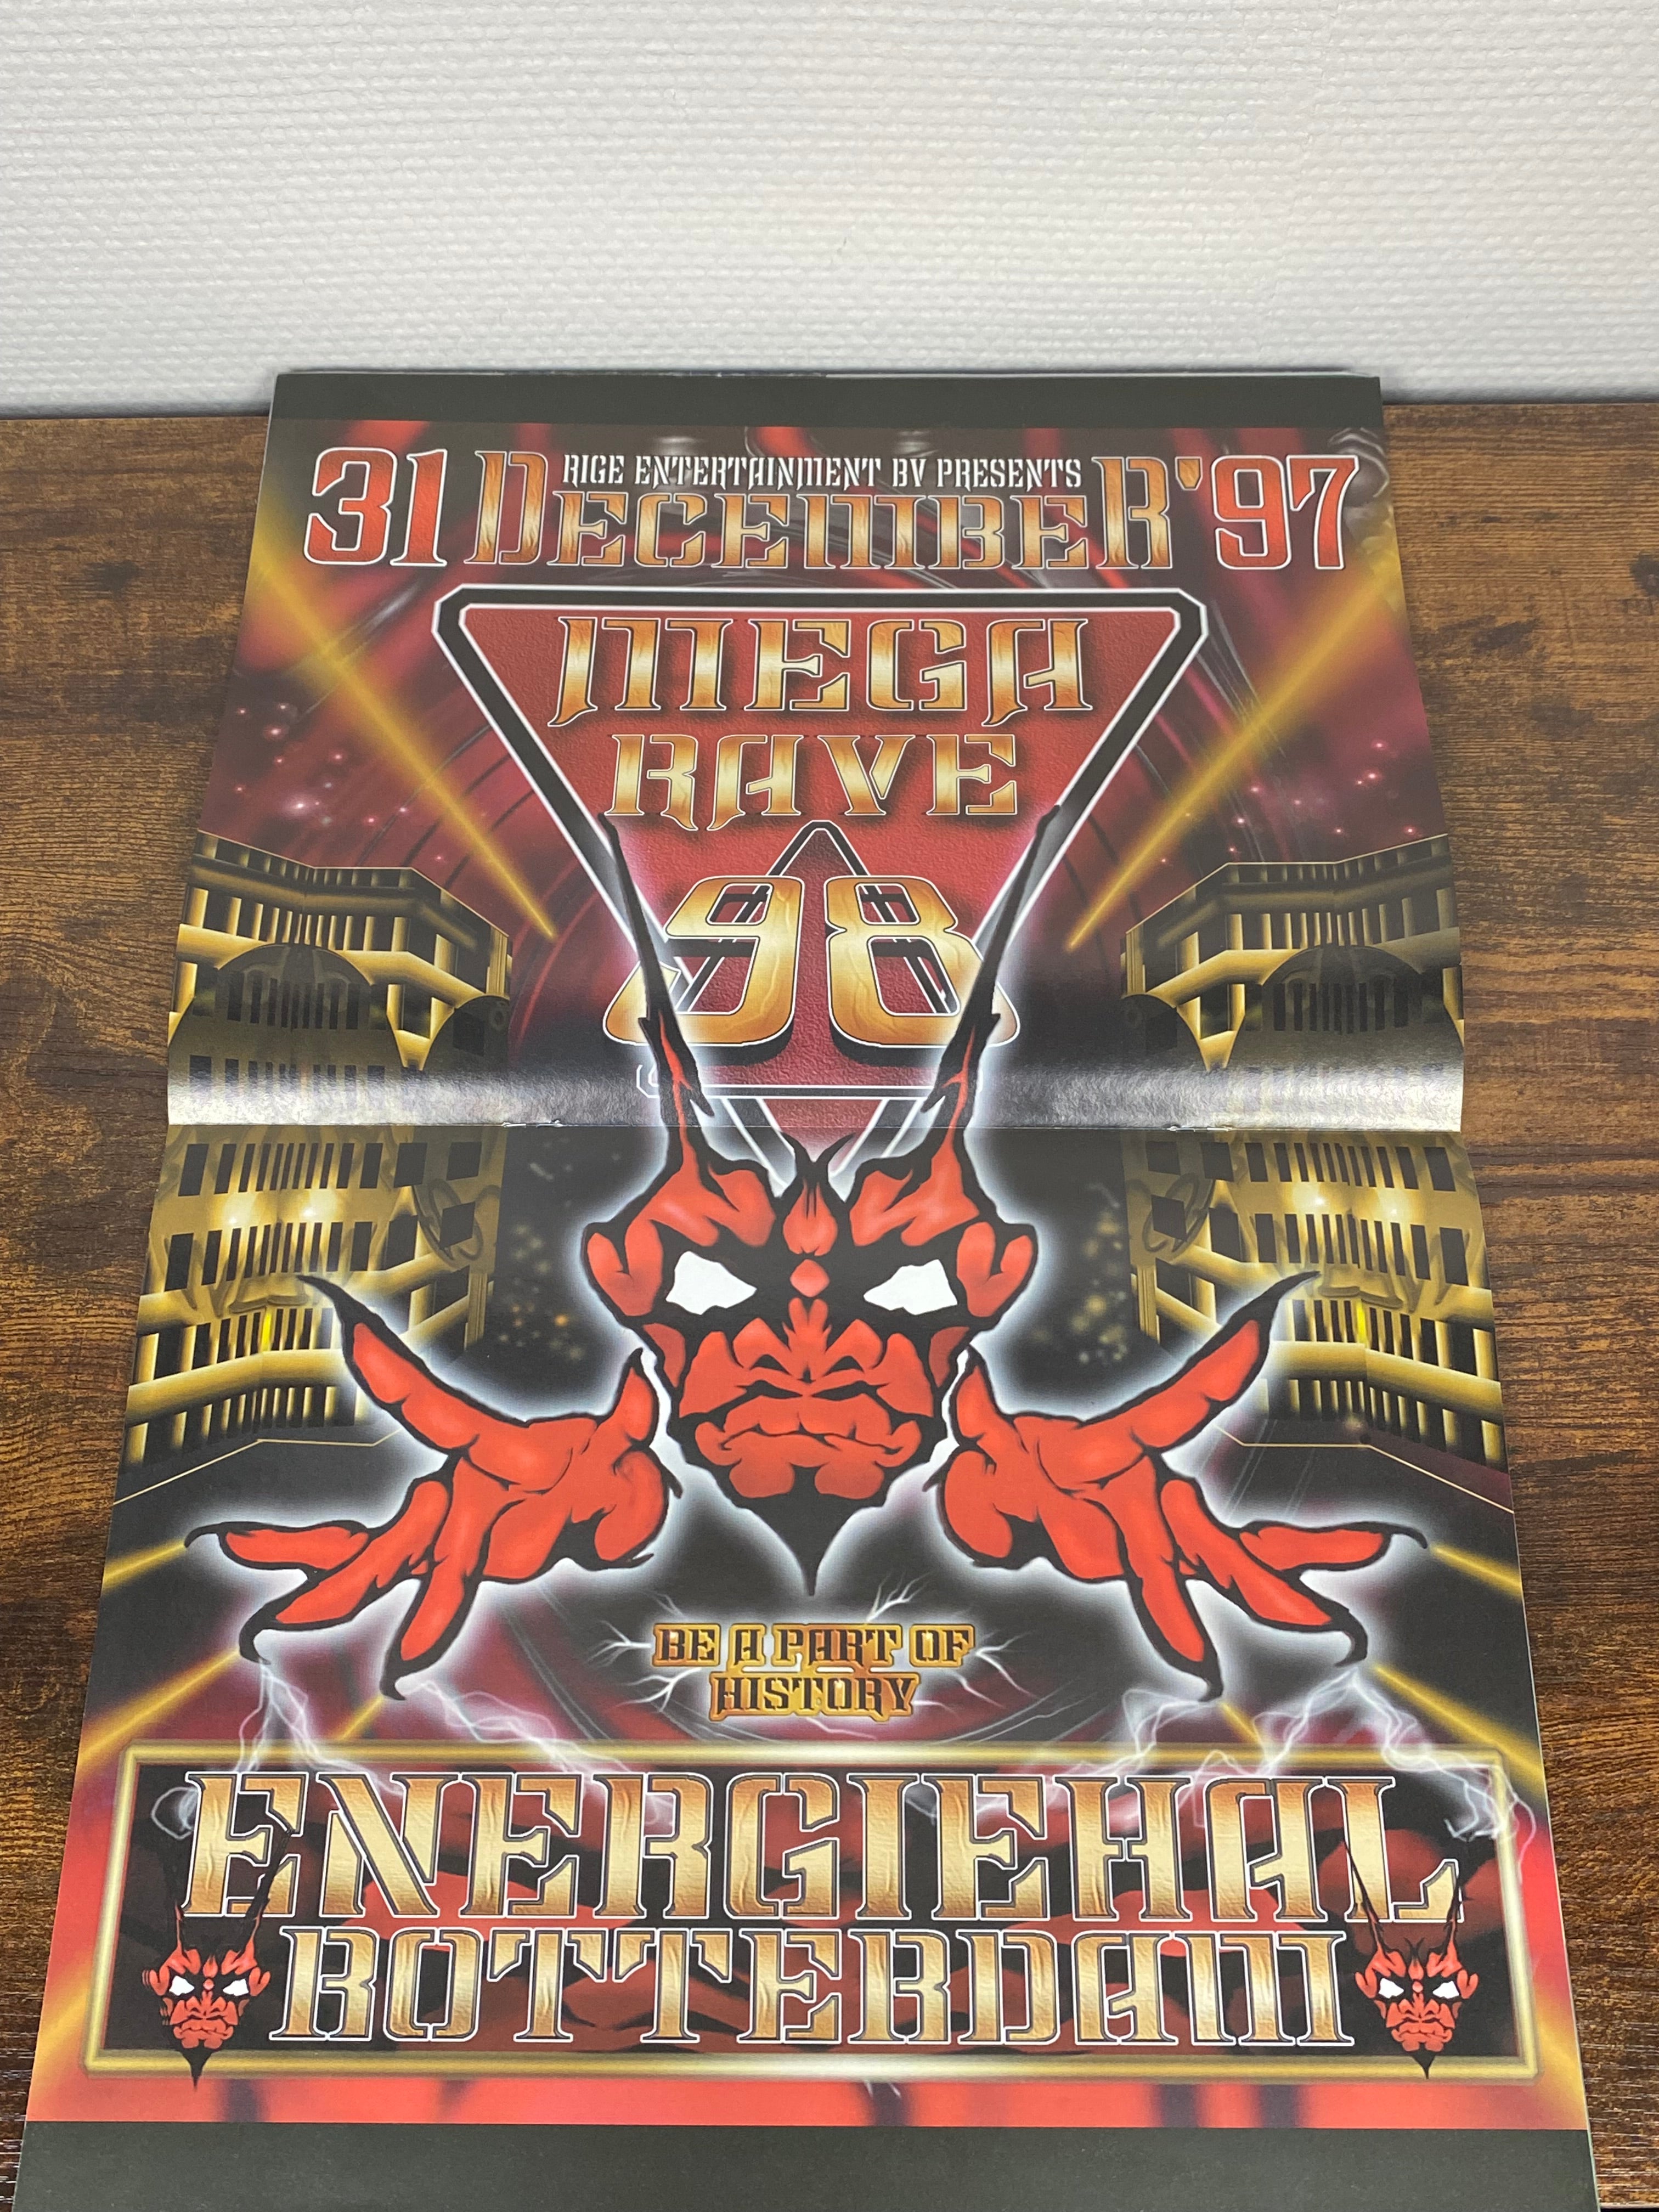 RIGE ENTERTAINMENT BV PRESENTS
31 DECEMBER '97
MEGA
RAVE
98
BE A PART OF
HISTORY
ENERGIEHAL
ROTTERDAM